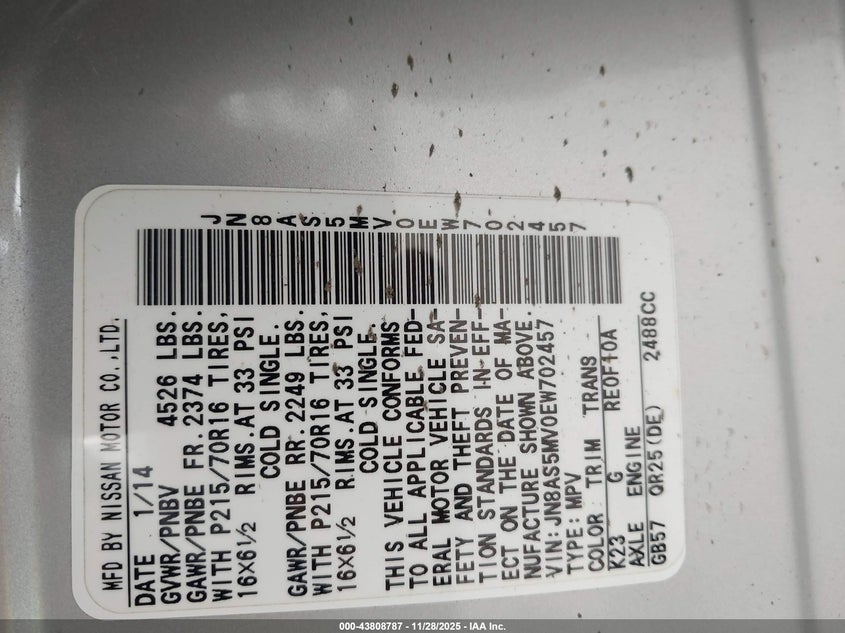 JN8AS5MV0EW702457
MFD BY NISSAN MOTOR CO.,LTD.
DATE 1/14
GVWR/PNBV 4526 LBS.
GAWR/PNBE FR.2374 LBS.
WITH P215/70R16 TIRES,
16X6½ RIMS.AT 33 PSI
COLD SINGLE.
GAWR/PNBE RR.2249 LBS.
WITH P215/70R16 TIRES,
16X6½ RIMS.AT 33 PSI
COLD SINGLE.
THIS VEHICLE CONFORMS
TO ALL APPLICABLE FED-
ERAL MOTOR VEHICLE SA-
FETY AND THEFT PREVEN-
TION STANDARDS IN EFF-
ECT ON THE DATE OF MA-
NUFACTURE SHOWN ABOVE.
VIN:JN8AS5MV0EW702457
TYPE:MPV
COLOR TRIM TRANS
K23 G RE0F10A
AXLE ENGINE
GB57 QR25(DE) 2488CC
000-43808787 - 11/28/2025 - IAA Inc.